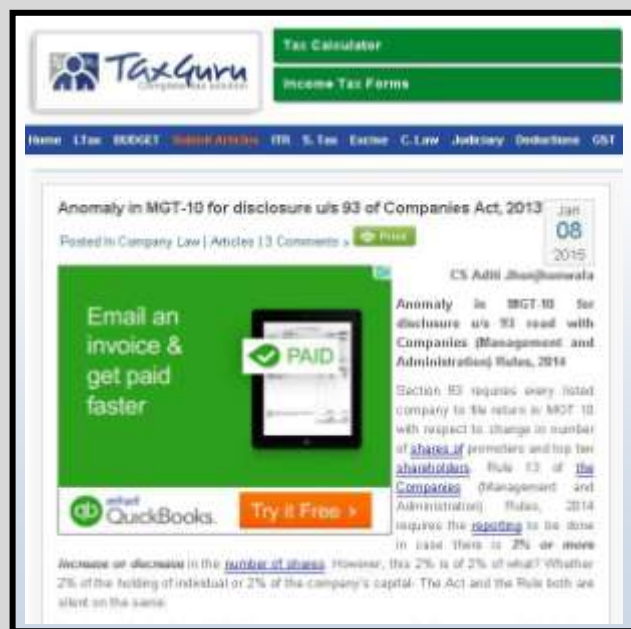 TaxGuru
Complete tax solution
Tax Calculator
Income Tax Forms
Home I.Tax BUDGET Submit Articles ITR S. Tax Excise C. Law Judiciary Deductions GST
Anomaly in MGT-10 for disclosure u/s 93 of Companies Act, 2013
Jan
08
2015
Posted In Company Law | Articles | 3 Comments » Print
CS Aditi Jhunjhunwala
Email an
invoice &
get paid
faster
PAID
intuit
qb QuickBooks.
Try it Free >
Anomaly in MGT-10 for
disclosure u/s 93 read with
Companies (Management and
Administration) Rules, 2014
Section 93 requires every listed
company to file return in MGT 10
with respect to change in number
of shares of promoters and top ten
shareholders. Rule 13 of the
Companies (Management and
Administration) Rules, 2014
requires the reporting to be done
in case there is 2% or more
increase or decrease in the number of shares. However, this 2% is of 2% of what? Whether
2% of the holding of individual or 2% of the company's capital. The Act and the Rule both are
silent on the same.